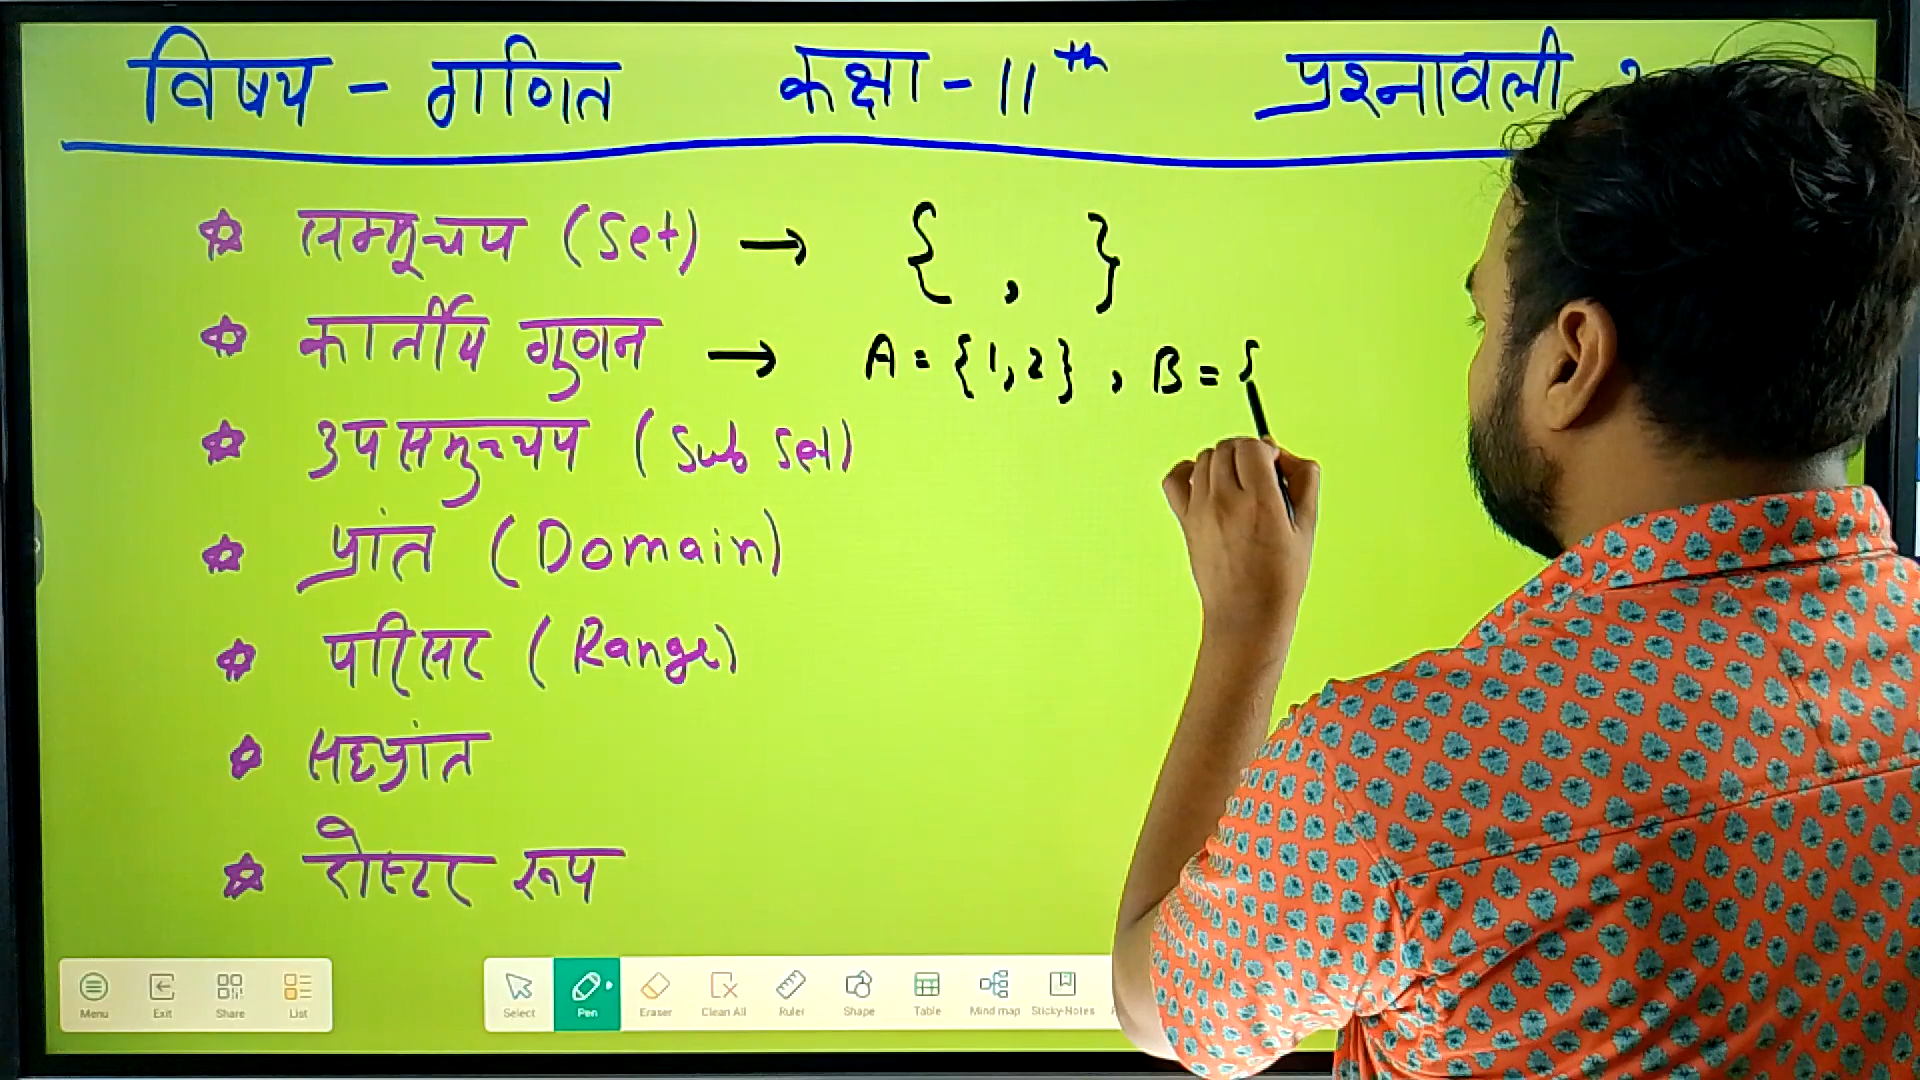 विषय - गणित कक्षा - 11th प्रश्नावली
सम्मूचय (Set) → { , }
कार्तीय गुणन → A = {1,2} , B = {
उपसमुच्चय (Sub Set)
प्रांत (Domain)
परिसर (Range)
सहप्रांत
रोस्टर रूप
Menu Exit Share List Select Pen Eraser Clean All Ruler Shape Table Mind map Sticky-Notes